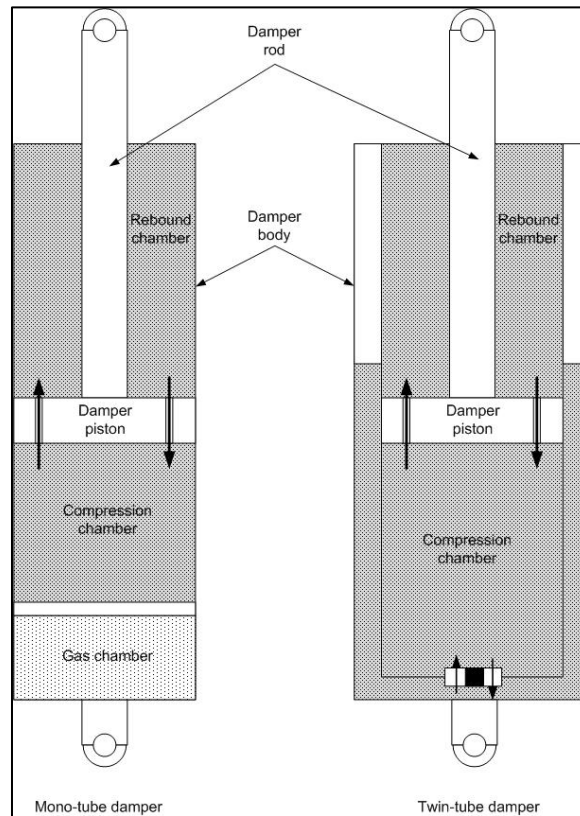 Damper
rod
Rebound
chamber
Damper
body
Rebound
chamber
Damper
piston
Damper
piston
Compression
chamber
Compression
chamber
Gas chamber
Mono-tube damper
Twin-tube damper